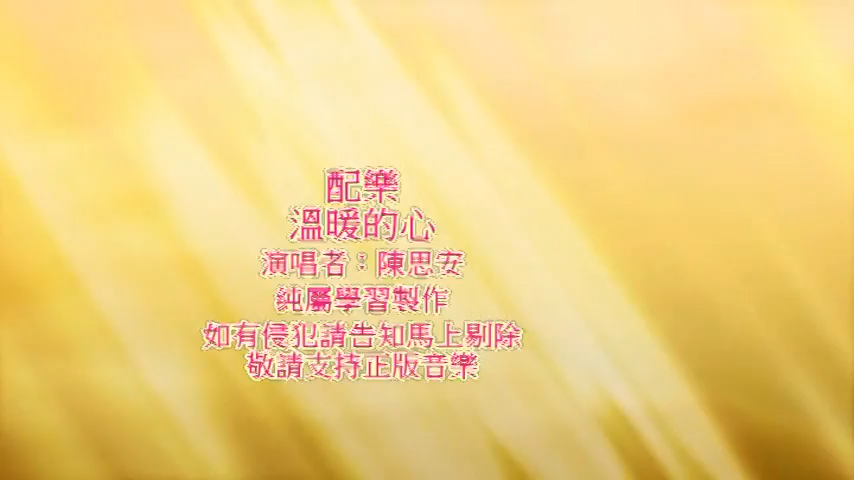 配樂
溫暖的心
演唱者：陳思安
純屬學習製作
如有侵犯請告知馬上剔除
敬請支持正版音樂